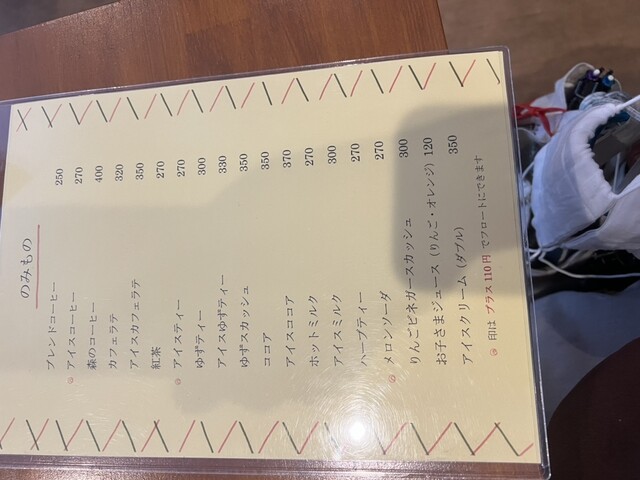 のみもの
ブレンドコーヒー 250
アイスコーヒー 270
森のコーヒー 400
カフェラテ 320
アイスカフェラテ 350
紅茶 270
アイスティー 270
ゆずティー 300
アイスゆずティー 330
ゆずスカッシュ 350
ココア 350
アイスココア 370
ホットミルク 270
アイスミルク 300
ハーブティー 270
メロンソーダ 270
りんごビネガースカッシュ 300
お子さまジュース（りんご・オレンジ）120
アイスクリーム（ダブル） 350
印は プラス110円 でフロートにできます